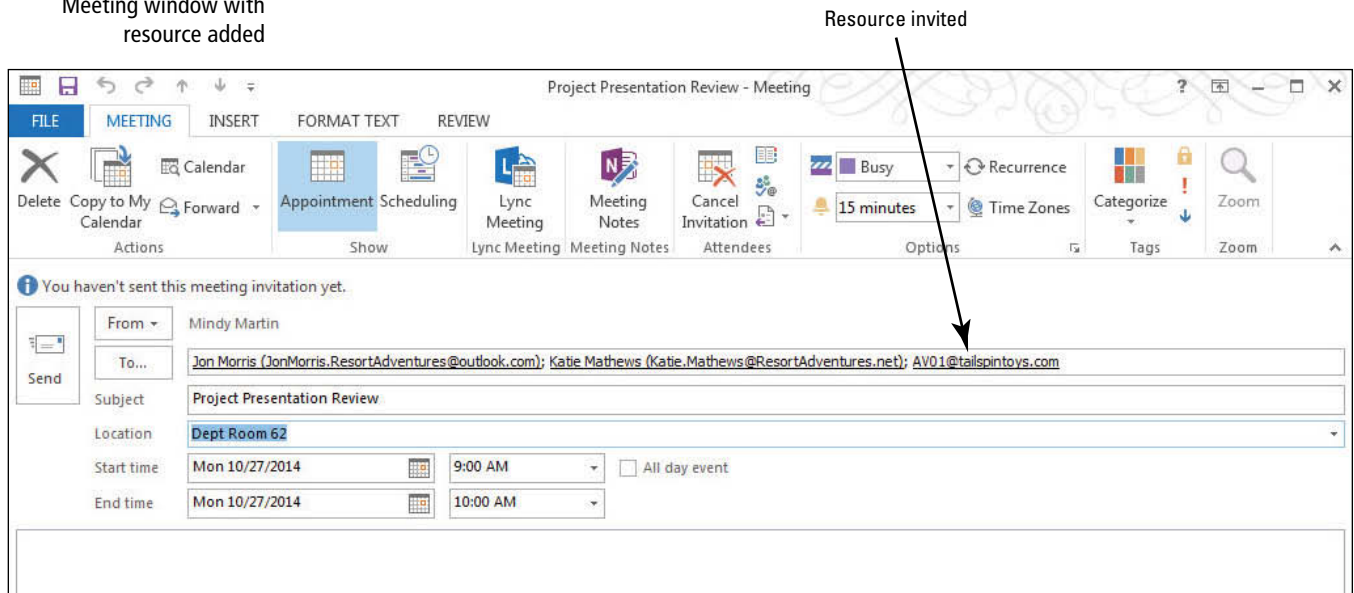 Meeting window with
resource added
Resource invited
Project Presentation Review - Meeting
?
FILE MEETING INSERT FORMAT TEXT REVIEW
Delete
Copy to My
Calendar
Calendar
Forward
Actions
Appointment
Scheduling
Show
Lync
Meeting
Lync Meeting
Meeting
Notes
Meeting Notes
Cancel
Invitation
Attendees
Busy
Recurrence
15 minutes
Time Zones
Options
Categorize
Tags
Zoom
Zoom
You haven't sent this meeting invitation yet.
Send
From Mindy Martin
To... Jon Morris (JonMorris.ResortAdventures@outlook.com); Katie Mathews (Katie.Mathews@ResortAdventures.net); AV01@tailspintoys.com
Subject Project Presentation Review
Location Dept Room 62
Start time Mon 10/27/2014 9:00 AM All day event
End time Mon 10/27/2014 10:00 AM